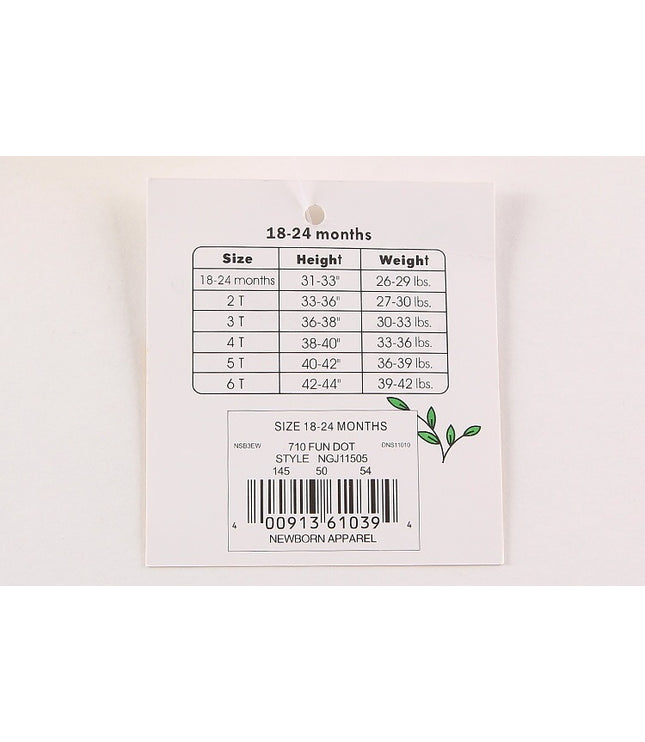 18-24 months
Size Height Weight
18-24 months 31-33" 26-29 lbs.
2 T 33-36" 27-30 lbs.
3 T 36-38" 30-33 lbs.
4 T 38-40" 33-36 lbs.
5 T 40-42" 36-39 lbs.
6 T 42-44" 39-42 lbs.
SIZE 18-24 MONTHS
NSB3EW 710 FUN DOT DNS11010
STYLE NGJ11505
145 50 54
4 00913 61039 4
NEWBORN APPAREL